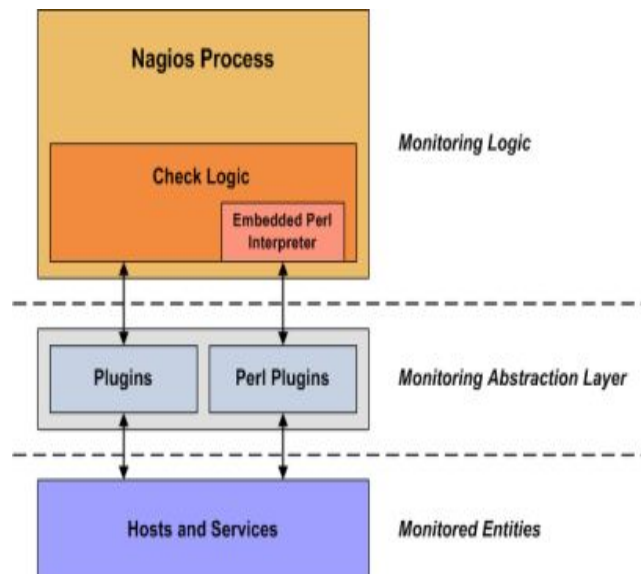 Nagios Process
Monitoring Logic
Check Logic
Embedded Perl
Interpreter
Plugins
Perl Plugins
Monitoring Abstraction Layer
Hosts and Services
Monitored Entities